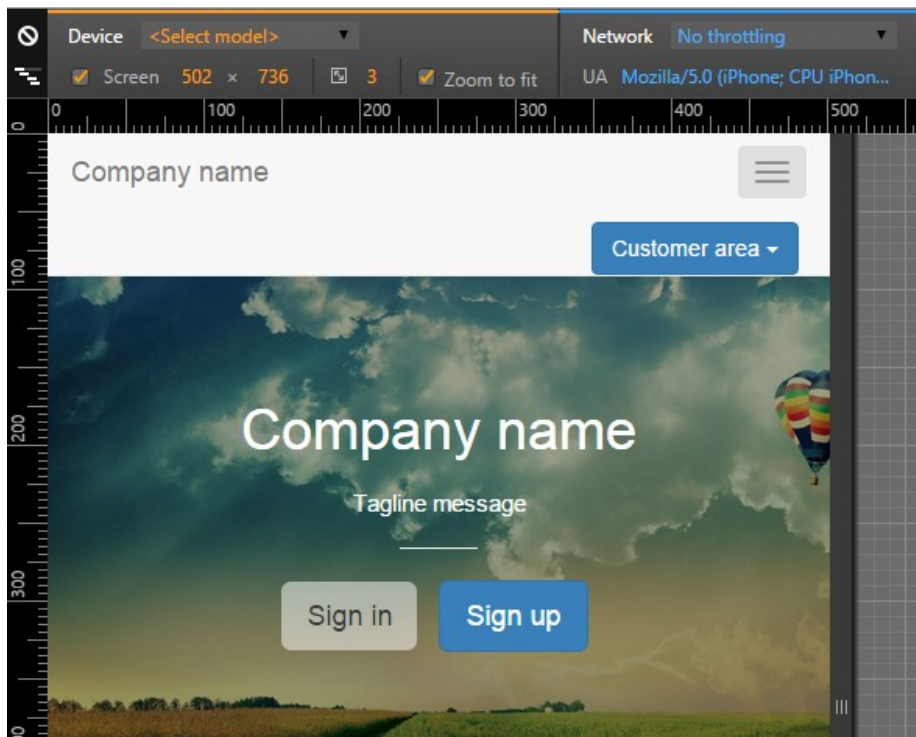 Device <Select model> ▼ Network No throttling ▼
Screen 502 × 736 3 Zoom to fit UA Mozilla/5.0 (iPhone; CPU iPhon...
0 100 200 300 400 500
0
100
200
300
Company name
Customer area
Company name
Tagline message
Sign in Sign up